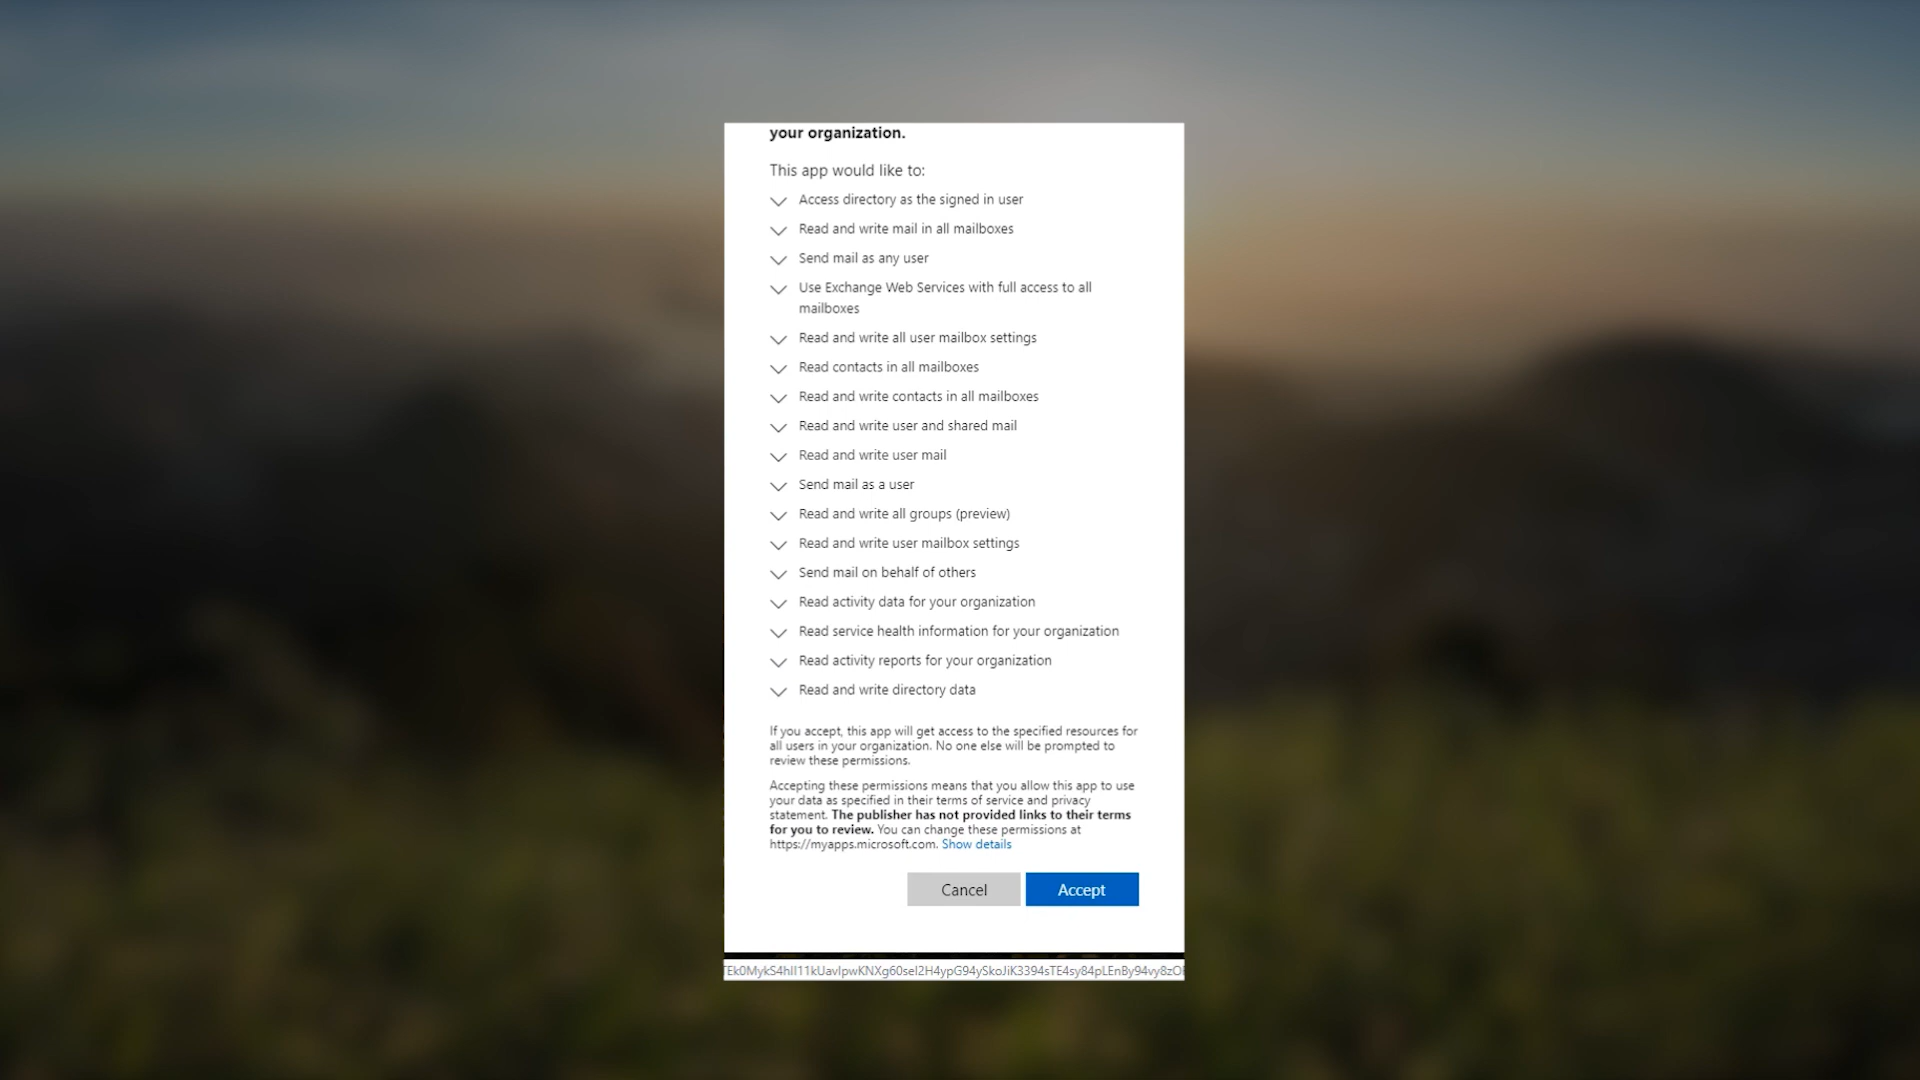 your organization.
This app would like to:
Access directory as the signed in user
Read and write mail in all mailboxes
Send mail as any user
Use Exchange Web Services with full access to all
mailboxes
Read and write all user mailbox settings
Read contacts in all mailboxes
Read and write contacts in all mailboxes
Read and write user and shared mail
Read and write user mail
Send mail as a user
Read and write all groups (preview)
Read and write user mailbox settings
Send mail on behalf of others
Read activity data for your organization
Read service health information for your organization
Read activity reports for your organization
Read and write directory data
If you accept, this app will get access to the specified resources for
all users in your organization. No one else will be prompted to
review these permissions.
Accepting these permissions means that you allow this app to use
your data as specified in their terms of service and privacy
statement. The publisher has not provided links to their terms
for you to review. You can change these permissions at
https://myapps.microsoft.com. Show details
Cancel Accept